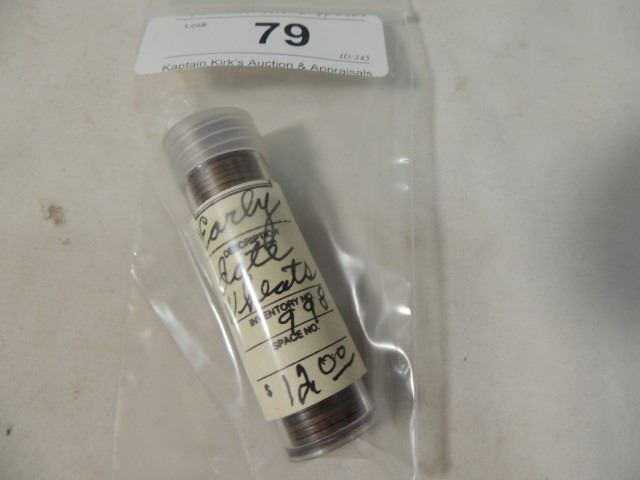 Lot#
79
ID:345
Kaptain Kirk's Auction & Appraisals
Early
DESCRIPTION
date
Wheats
INVENTORY NO.
998
SPACE NO.
$12.00